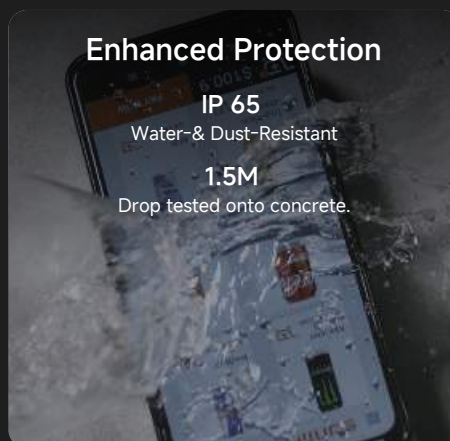 Enhanced Protection
IP 65
Water-& Dust-Resistant
1.5M
Drop tested onto concrete.